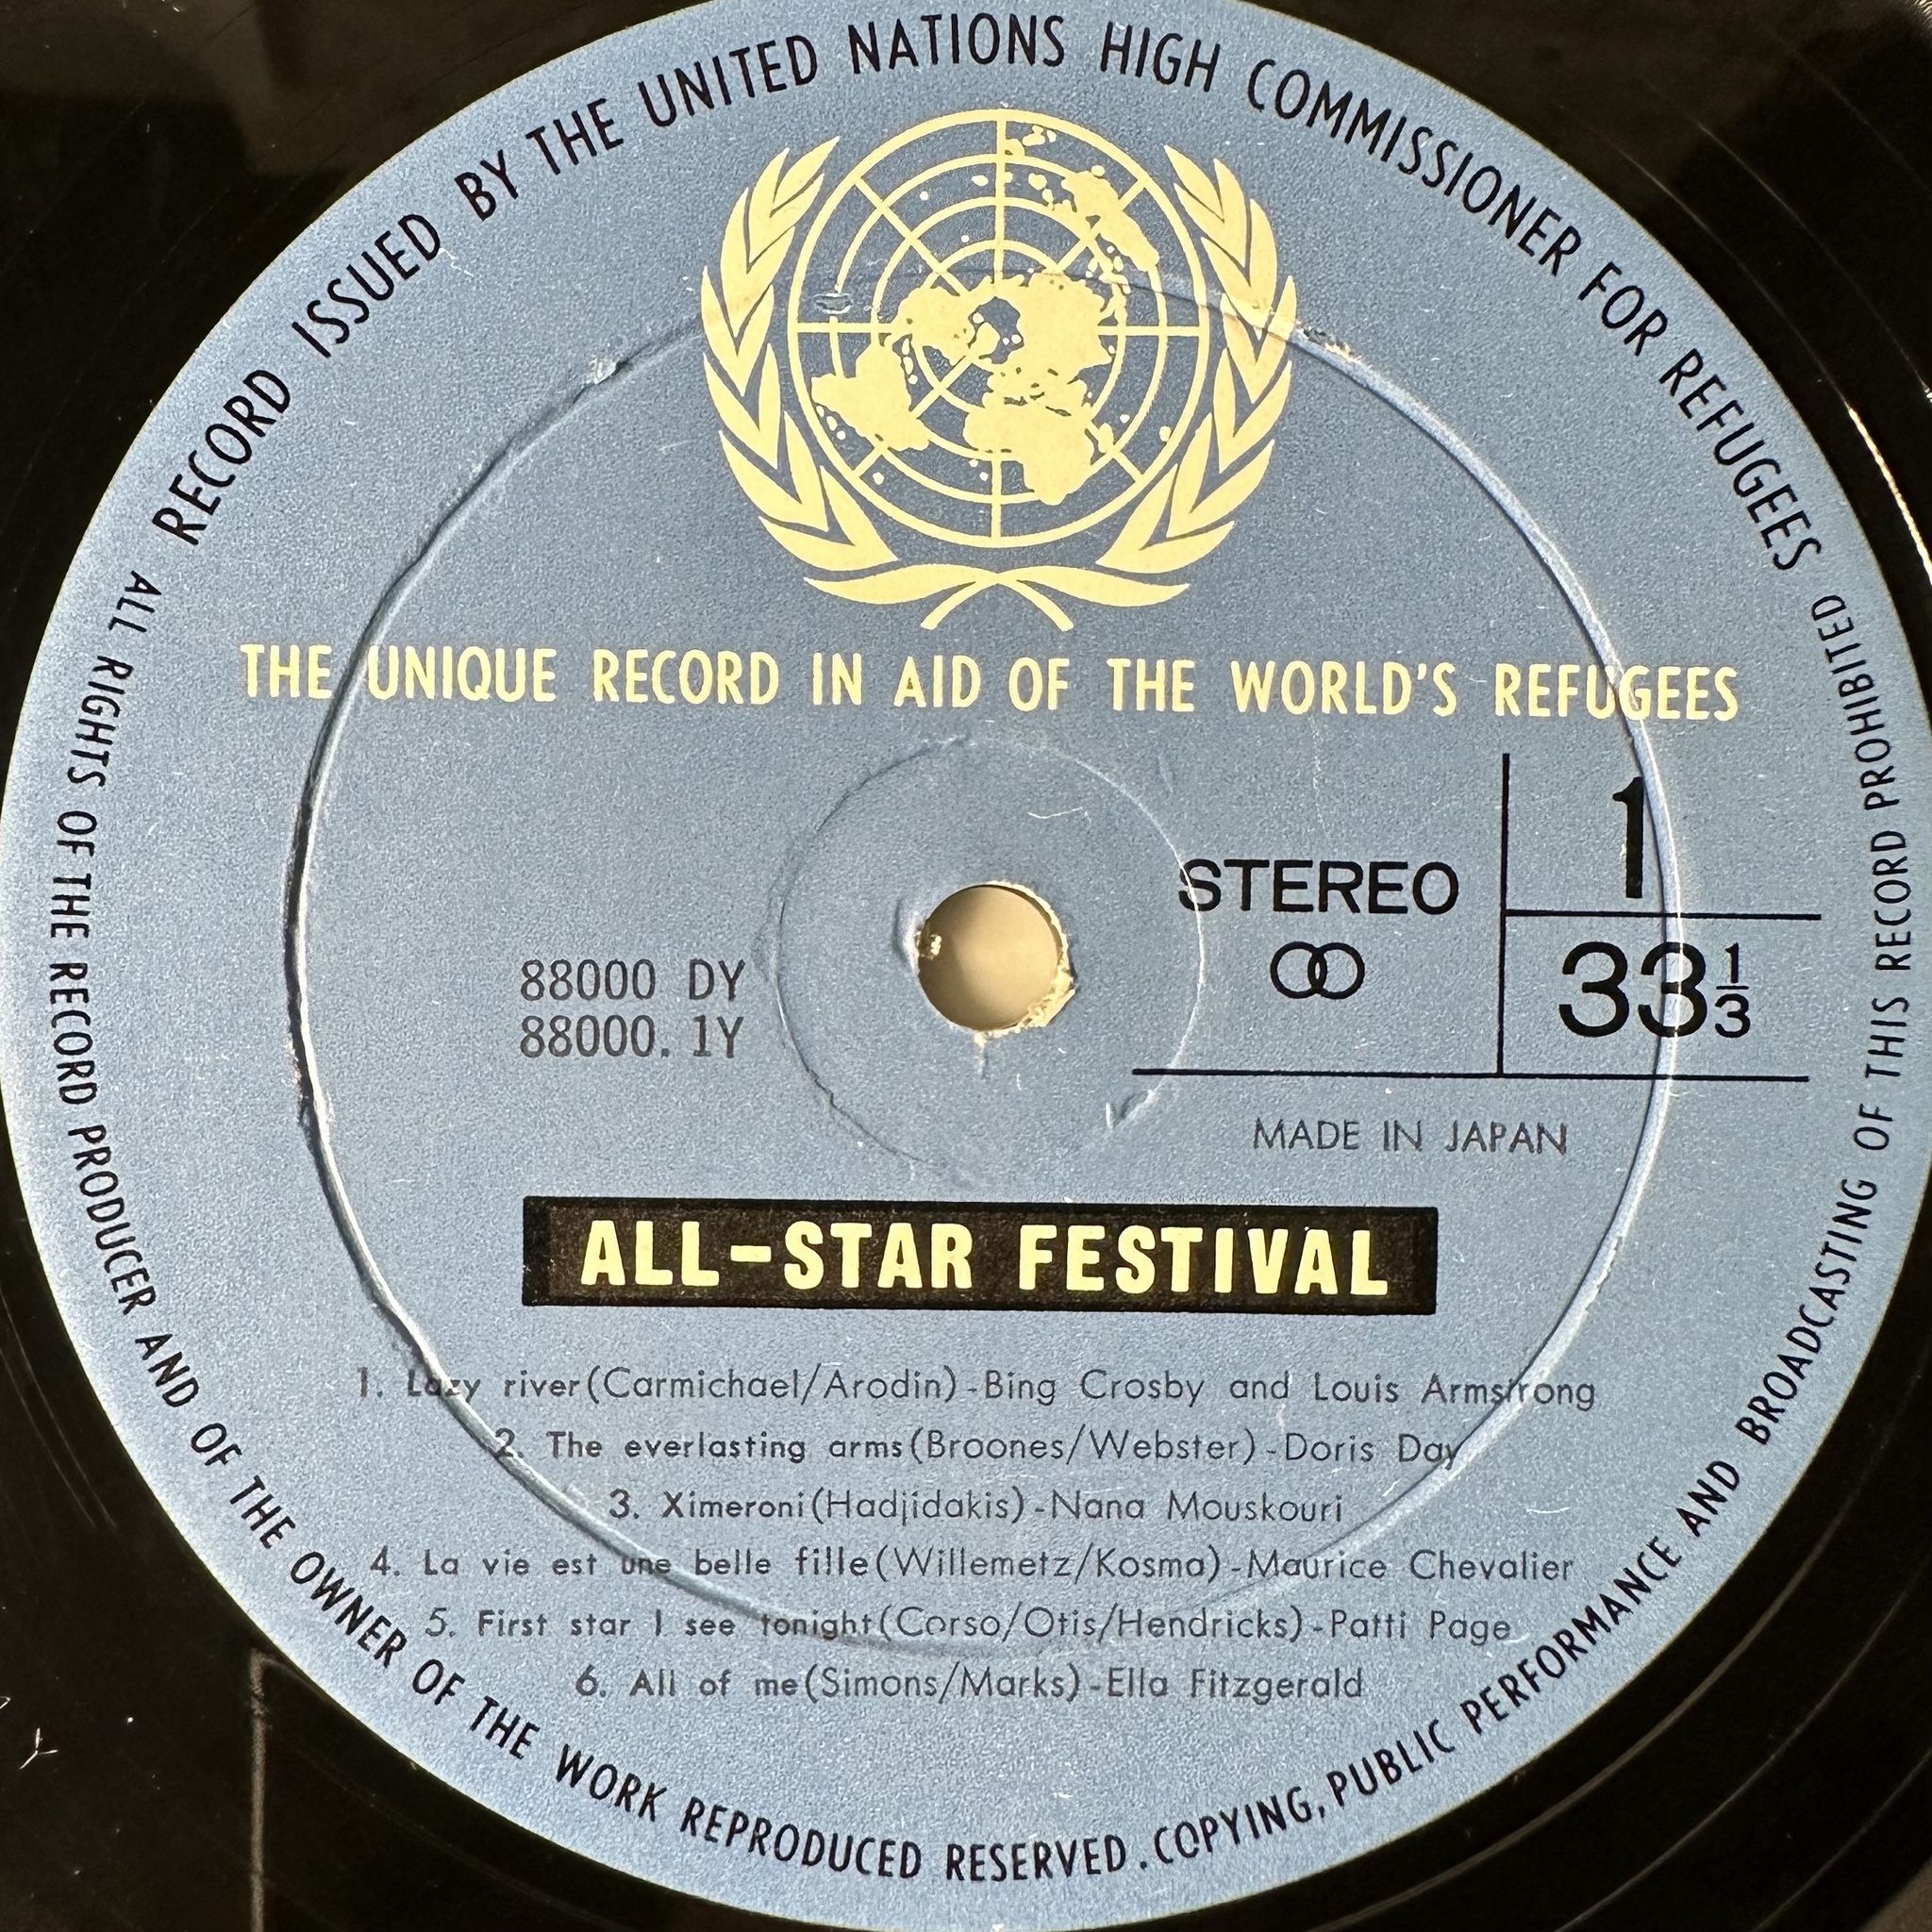 RECORD ISSUED BY THE UNITED NATIONS HIGH COMMISSIONER FOR REFUGEES
THE UNIQUE RECORD IN AID OF THE WORLD'S REFUGEES
1
STEREO
33 1/3
88000 DY
88000. 1Y
MADE IN JAPAN
ALL-STAR FESTIVAL
1. Lazy river(Carmichael/Arodin)-Bing Crosby and Louis Armstrong
2. The everlasting arms(Broones/Webster)-Doris Day
3. Ximeroni(Hadjidakis)-Nana Mouskouri
4. La vie est une belle fille(Willemetz/Kosma)-Maurice Chevalier
5. First star I see tonight(Corso/Otis/Hendricks)-Patti Page
6. All of me(Simons/Marks)-Ella Fitzgerald
ALL RIGHTS OF THE RECORD PRODUCER AND OF THE OWNER OF THE WORK REPRODUCED RESERVED. COPYING, PUBLIC PERFORMANCE AND BROADCASTING OF THIS RECORD PROHIBITED